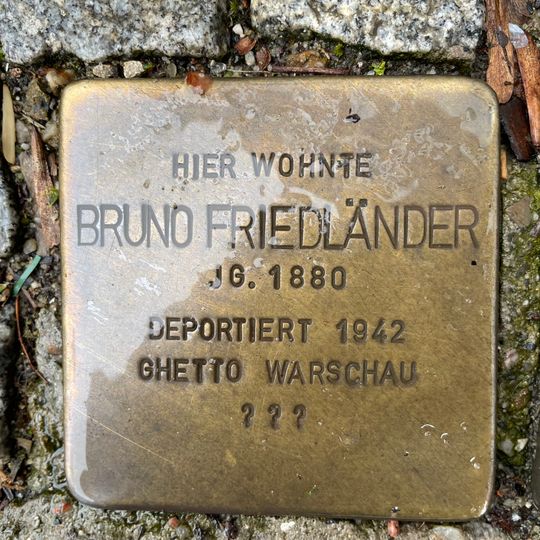 HIER WOHNTE
BRUNO FRIEDLÄNDER
JG. 1880
DEPORTIERT 1942
GHETTO WARSCHAU
? ? ?